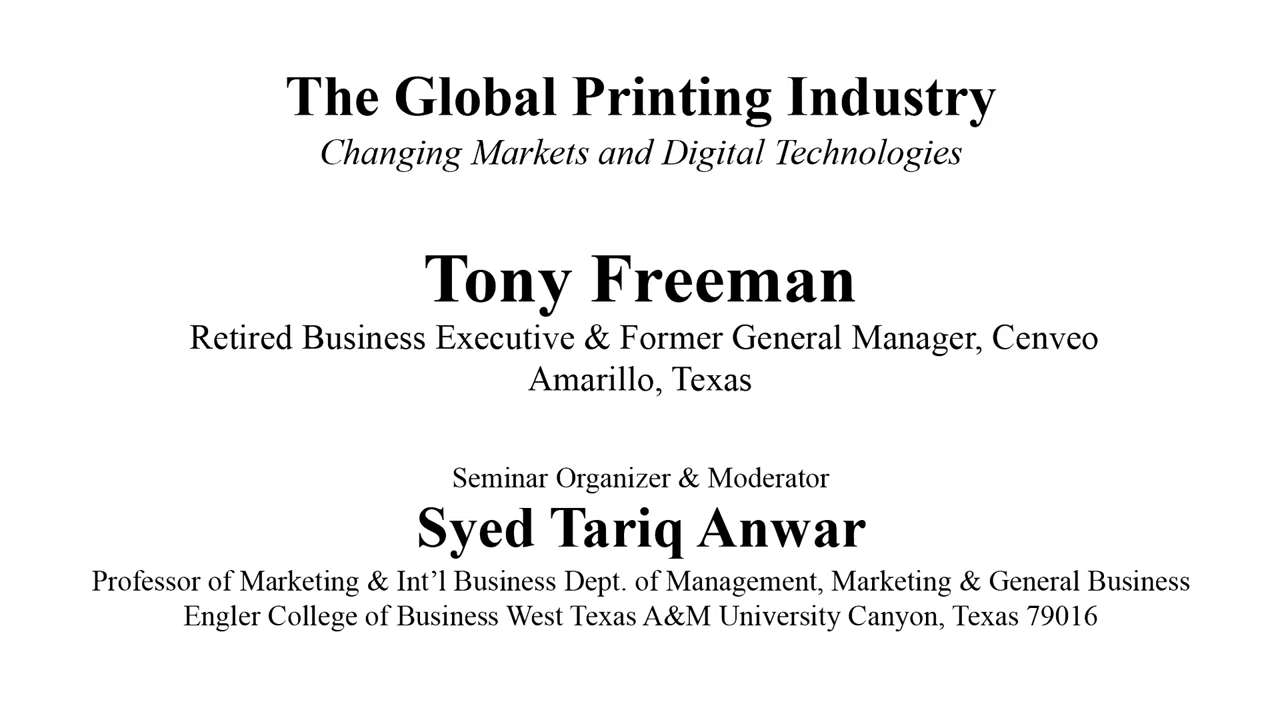 The Global Printing Industry
Changing Markets and Digital Technologies
Tony Freeman
Retired Business Executive & Former General Manager, Cenveo
Amarillo, Texas
Seminar Organizer & Moderator
Syed Tariq Anwar
Professor of Marketing & Int’l Business Dept. of Management, Marketing & General Business
Engler College of Business West Texas A&M University Canyon, Texas 79016